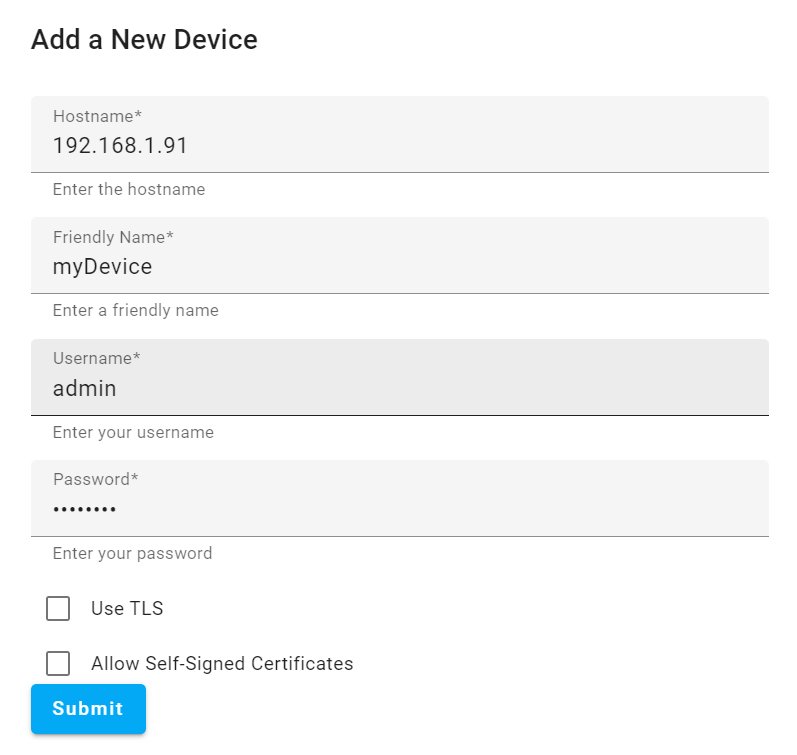 Add a New Device
Hostname*
192.168.1.91
Enter the hostname
Friendly Name*
myDevice
Enter a friendly name
Username*
admin
Enter your username
Password*
••••••••
Enter your password
Use TLS
Allow Self-Signed Certificates
Submit